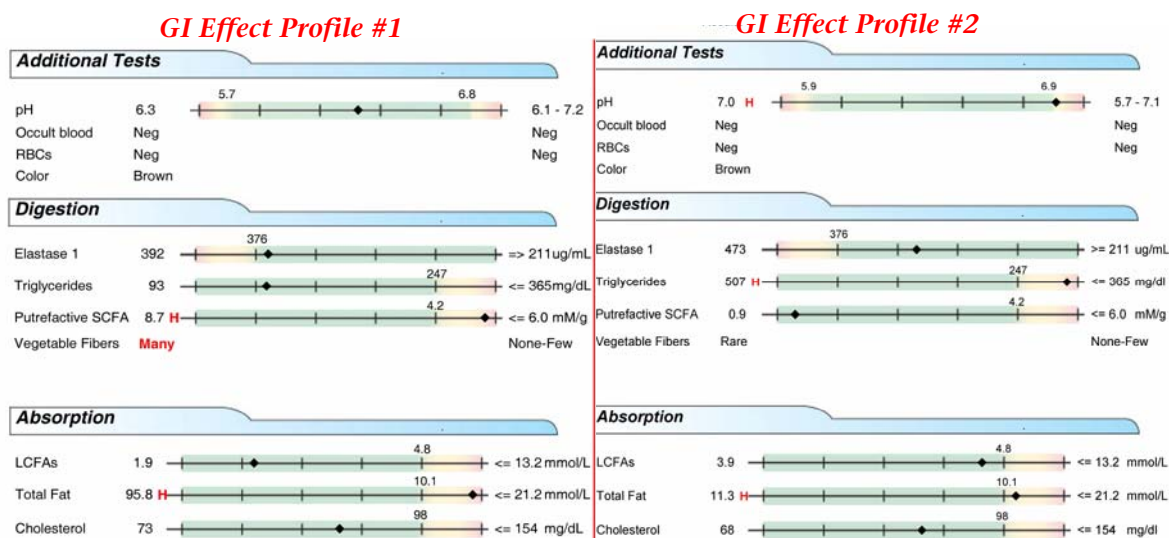 GI Effect Profile #1
Additional Tests
5.7 6.8
pH 6.3 6.1 - 7.2
Occult blood Neg Neg
RBCs Neg Neg
Color Brown
Digestion
376
Elastase 1 392 => 211 ug/mL
247
Triglycerides 93 <= 365 mg/dL
4.2
Putrefactive SCFA 8.7 H <= 6.0 mM/g
Vegetable Fibers Many None-Few
Absorption
4.8
LCFAs 1.9 <= 13.2 mmol/L
10.1
Total Fat 95.8 H <= 21.2 mmol/L
98
Cholesterol 73 <= 154 mg/dL
GI Effect Profile #2
Additional Tests
5.9 6.9
pH 7.0 H 5.7 - 7.1
Occult blood Neg Neg
RBCs Neg Neg
Color Brown
Digestion
376
Elastase 1 473 >= 211 ug/mL
247
Triglycerides 507 H <= 365 mg/dl
4.2
Putrefactive SCFA 0.9 <= 6.0 mM/g
Vegetable Fibers Rare None-Few
Absorption
4.8
LCFAs 3.9 <= 13.2 mmol/L
10.1
Total Fat 11.3 H <= 21.2 mmol/L
98
Cholesterol 68 <= 154 mg/dl